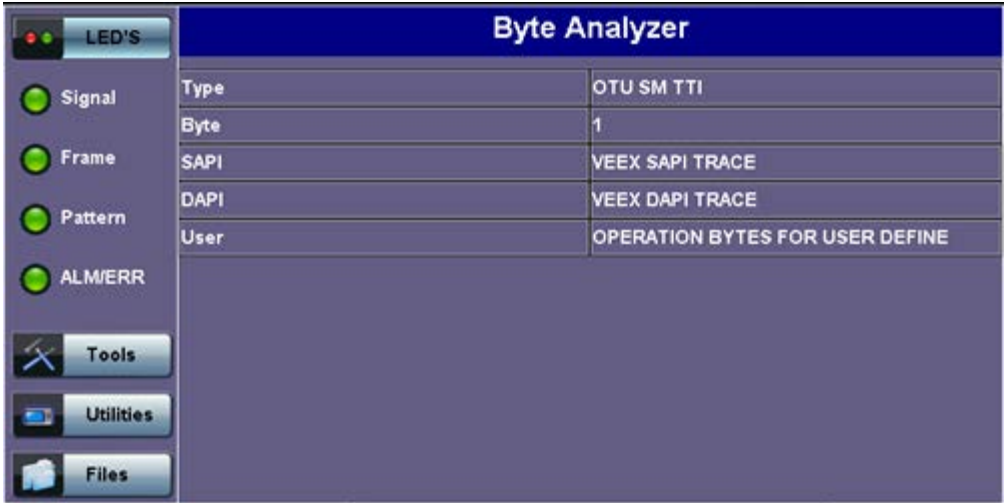 LED'S
Byte Analyzer
Signal
Frame
Pattern
ALM/ERR
Tools
Utilities
Files
Type OTU SM TTI
Byte 1
SAPI VEEX SAPI TRACE
DAPI VEEX DAPI TRACE
User OPERATION BYTES FOR USER DEFINE